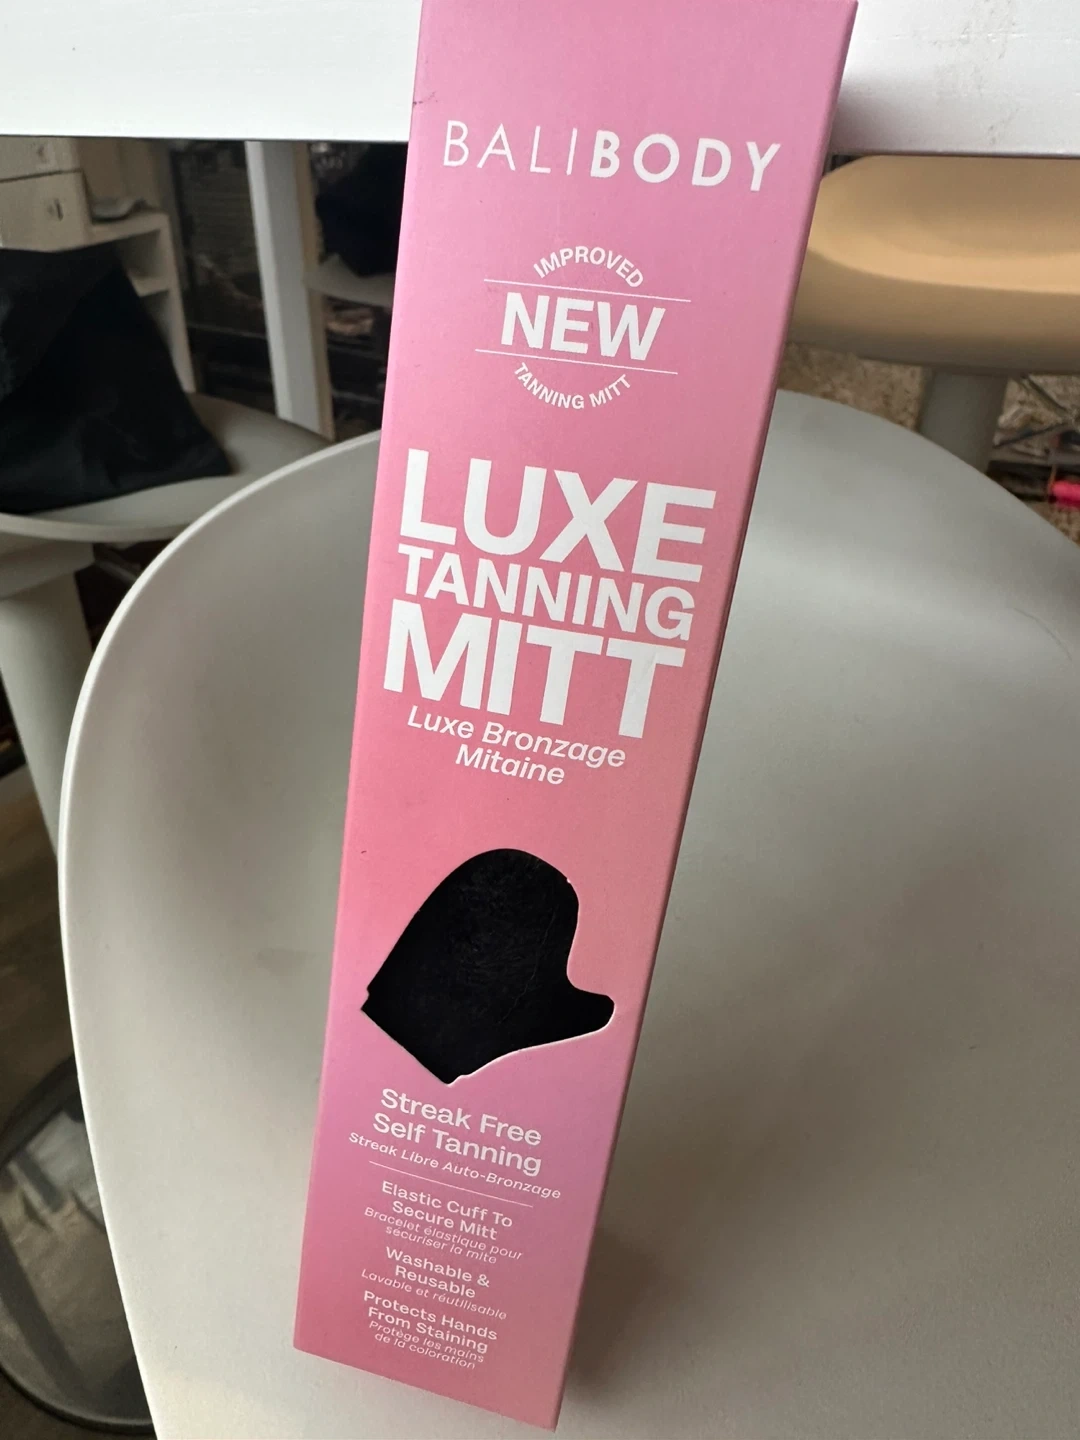 BALIBODY
IMPROVED
NEW
TANNING MITT
LUXE
TANNING
MITT
Luxe Bronzage
Mitaine
Streak Free
Self Tanning
Streak Libre Auto-Bronzage
Elastic Cuff To
Secure Mitt
Bracelet élastique pour
securiser la mite
Washable &
Reusable
Lavable et réutilisable
Protects Hands
From Staining
Protège les mains
de la coloration